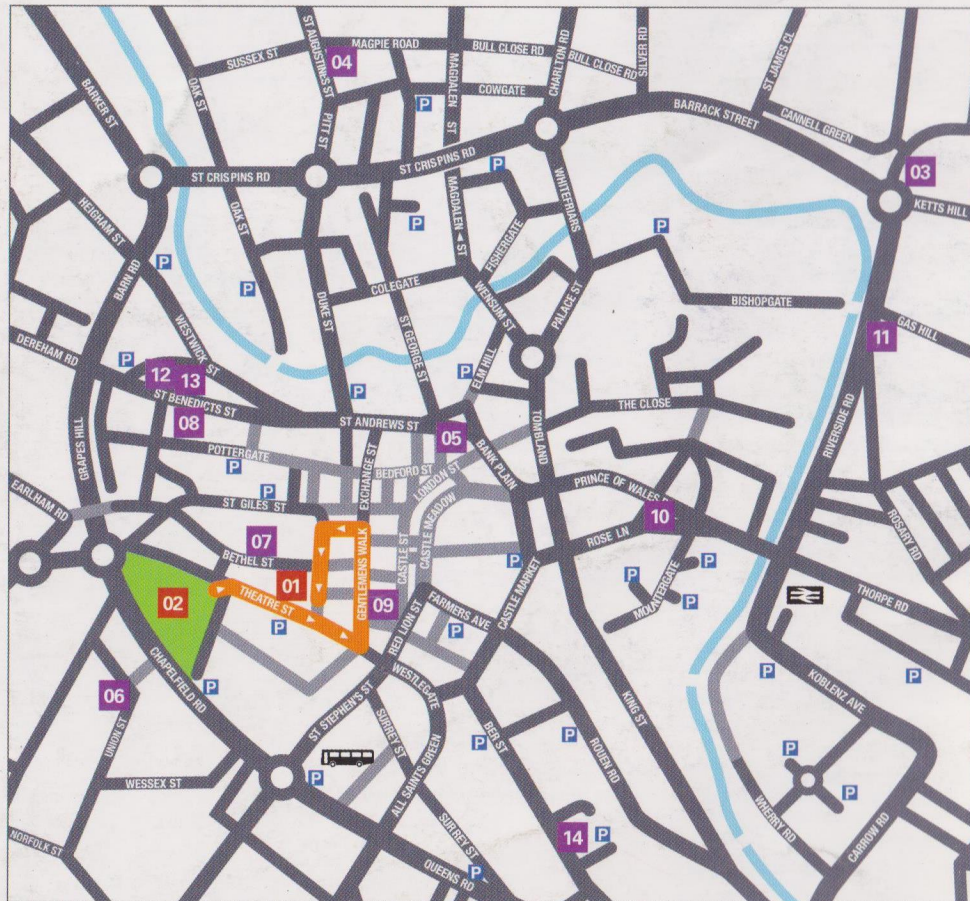 ST AUGUSTINES ST
MAGPIE ROAD
BULL CLOSE RD
BULL CLOSE RD
SILVER RD
ST JAMES CL
SUSSEX ST
04
MAGDALEN ST
CHARLTON RD
BARKER ST
OAK ST
P
COWGATE
BARRACK STREET
CANNELL GREEN
PITT ST
ST CRISPINS RD
ST CRISPINS RD
P
03
KETTS HILL
HEIGHAM ST
OAK ST
MAGDALEN ST
WHITEFRIARS
P
P
FISHERGATE
BARN RD
P
P
COLEGATE
WENSUM ST
PALACE ST
BISHOPGATE
DUKE ST
ST GEORGE ST
GAS HILL
DEREHAM RD
WESTWICK ST
P
11
12
13
P
P
ELM HILL
ST BENEDICTS ST
THE CLOSE
RIVERSIDE RD
GRAPES HILL
08
ST ANDREWS ST
05
TOMBLAND
POTTERGATE
P
EXCHANGE ST
BEDFORD ST
LONDON ST
BANK PLAIN
EARLHAM RD
P
ST GILES ST
CASTLE MEADOW
PRINCE OF WALES RD
10
ROSARY RD
07
BETHEL ST
GENTLEMENS WALK
CASTLE ST
P
ROSE LN
01
THEATRE ST
09
CASTLE MARKET
P
P
MOUNTERGATE
P
02
P
RED LION ST
FARMERS AVE
P
THORPE RD
CHAPELFIELD RD
P
WESTLEGATE
P
P
KOBLENZ AVE
06
UNION ST
ST STEPHEN'S ST
SURREY ST
BER ST
KING ST
P
P
P
ROUEN RD
WESSEX ST
P
ALL SAINTS GREEN
P
WHERRY RD
NORFOLK ST
SURREY ST
14
P
CARROW RD
QUEENS RD
P